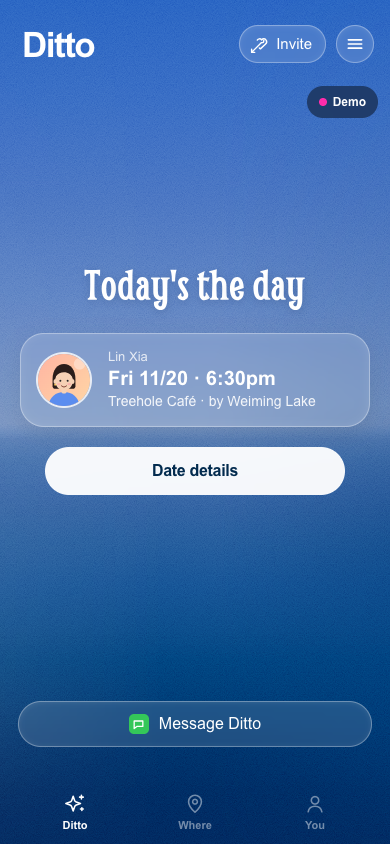 Ditto
Invite
Demo
Today's the day
Lin Xia
Fri 11/20 · 6:30pm
Treehole Café · by Weiming Lake
Date details
Message Ditto
Ditto
Where
You